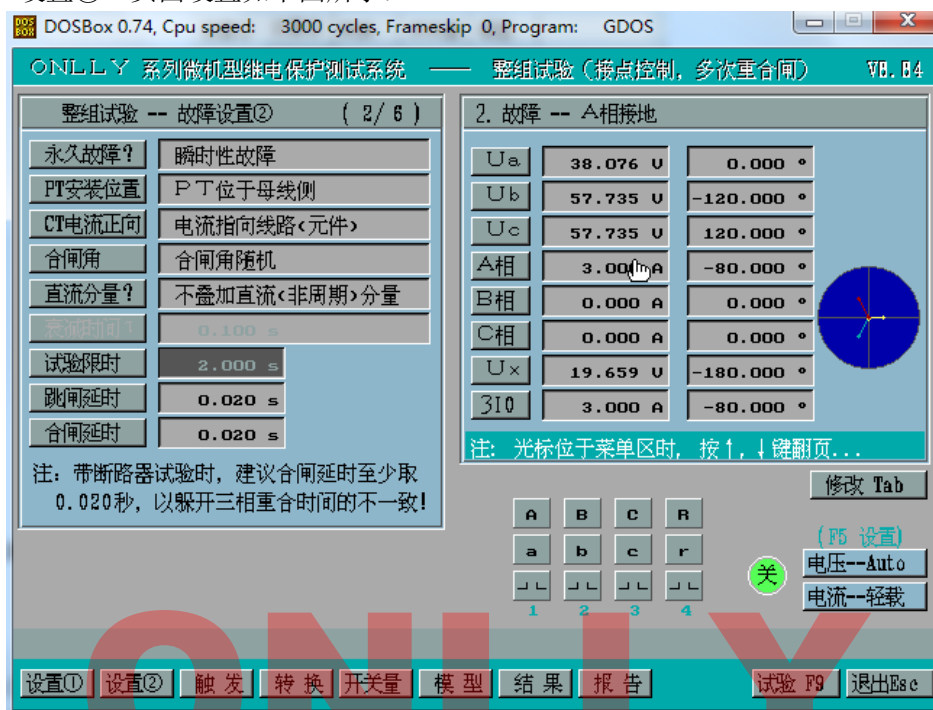 DOSBox 0.74, Cpu speed: 3000 cycles, Frameskip 0, Program: GDOS
ONLLY 系列微机型继电保护测试系统 —— 整组试验(接点控制, 多次重合闸) V8.84
整组试验 -- 故障设置② ( 2/ 6 )
永久故障? 瞬时性故障
PT安装位置 PT位于母线侧
CT电流正向 电流指向线路<元件>
合闸角 合闸角随机
直流分量? 不叠加直流<非周期>分量
衰减时间τ 0.100 s
试验限时 2.000 s
跳闸延时 0.020 s
合闸延时 0.020 s
注: 带断路器试验时, 建议合闸延时至少取
0.020秒, 以躲开三相重合时间的不一致!
2. 故障 -- A相接地
Ua 38.076 V 0.000 °
Ub 57.735 V -120.000 °
Uc 57.735 V 120.000 °
A相 3.000 A -80.000 °
B相 0.000 A 0.000 °
C相 0.000 A 0.000 °
Ux 19.659 V -180.000 °
3I0 3.000 A -80.000 °
注: 光标位于菜单区时, 按↑, ↓键翻页...
修改 Tab
A B C R
a b c r
1 2 3 4
(F5 设置)
关
电压--Auto
电流--轻载
ONLLY
设置① 设置② 触 发 转 换 开关量 模 型 结 果 报 告 试验 F9 退出Esc